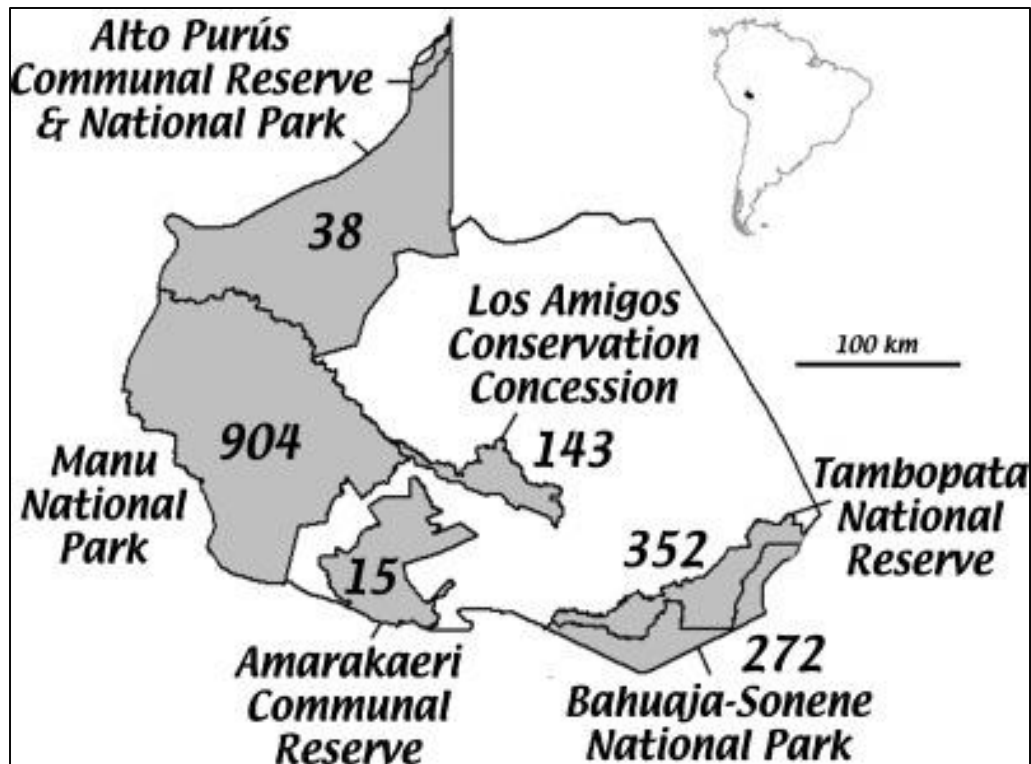 Alto Purús
Communal Reserve
& National Park
38
Los Amigos
Conservation
Concession
100 km
904
143
Manu
National
Park
Tambopata
National
Reserve
352
15
Amarakaeri
Communal
Reserve
272
Bahuaja-Sonene
National Park